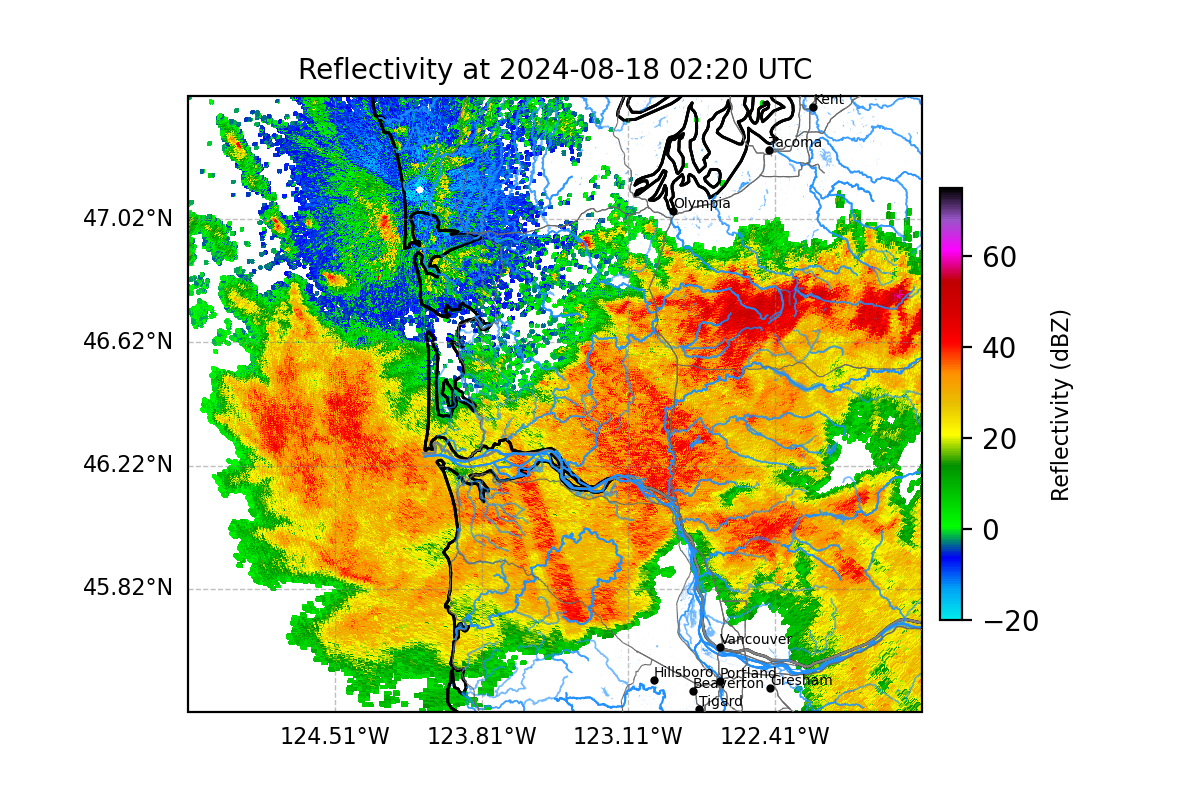 Reflectivity at 2024-08-18 02:20 UTC
Kent
Tacoma
Olympia
47.02°N
46.62°N
46.22°N
45.82°N
Vancouver
Hillsboro
Portland
Beaverton
Gresham
Tigard
124.51°W
123.81°W
123.11°W
122.41°W
60
40
20
0
−20
Reflectivity (dBZ)